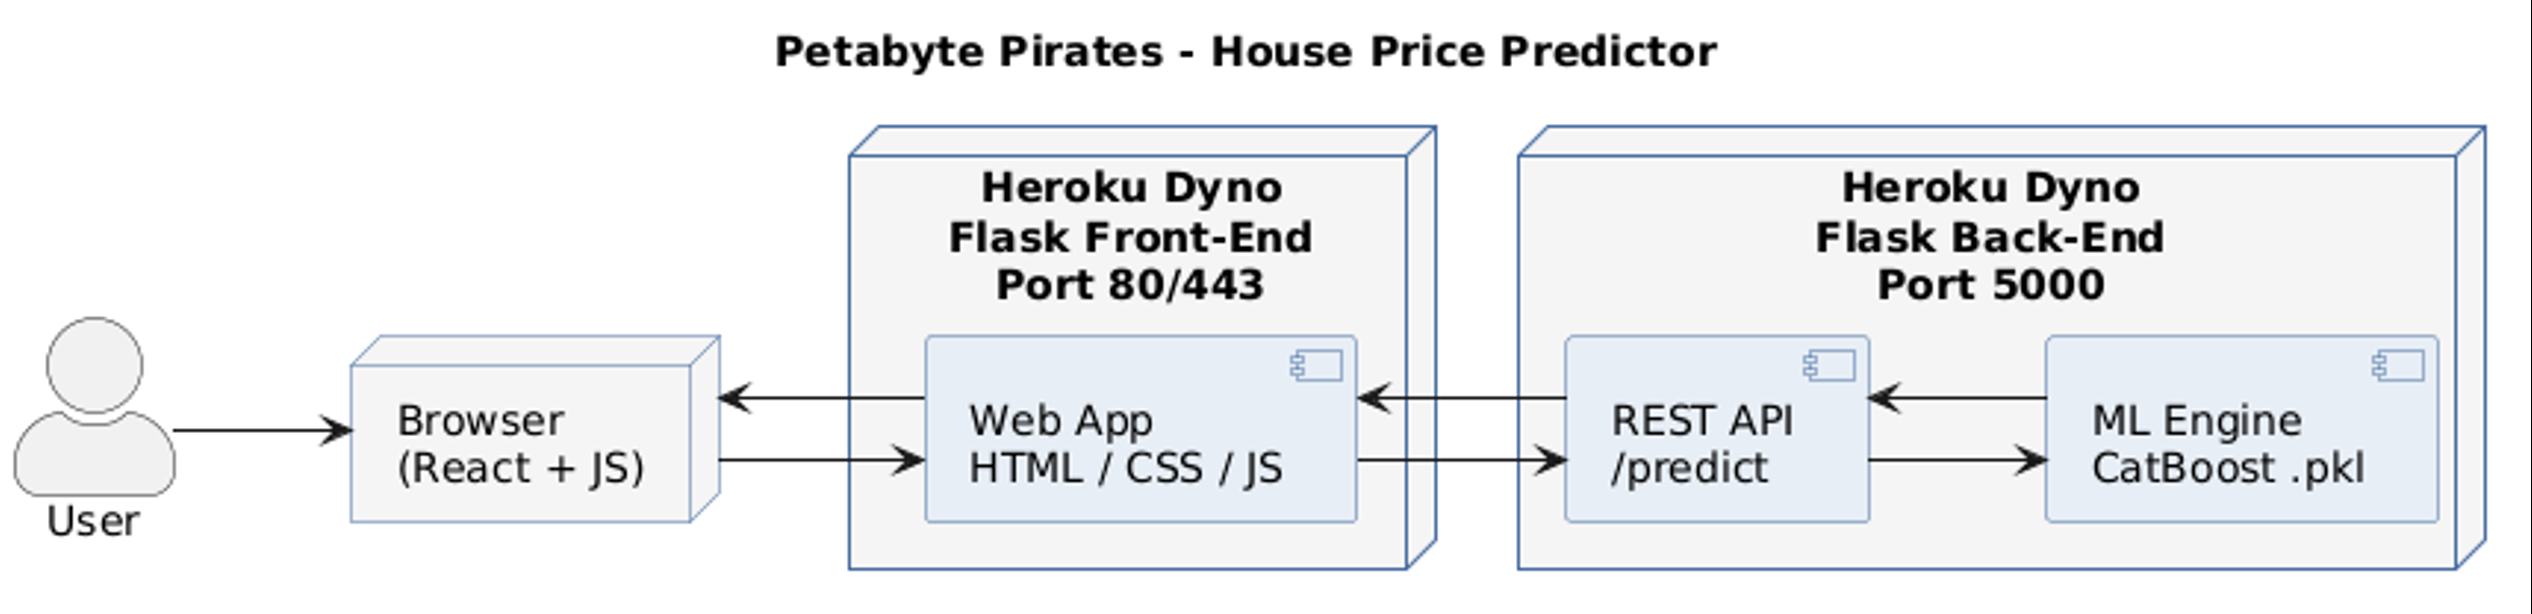 Petabyte Pirates - House Price Predictor
Heroku Dyno
Flask Front-End
Port 80/443
Heroku Dyno
Flask Back-End
Port 5000
User
Browser
(React + JS)
Web App
HTML / CSS / JS
REST API
/predict
ML Engine
CatBoost .pkl